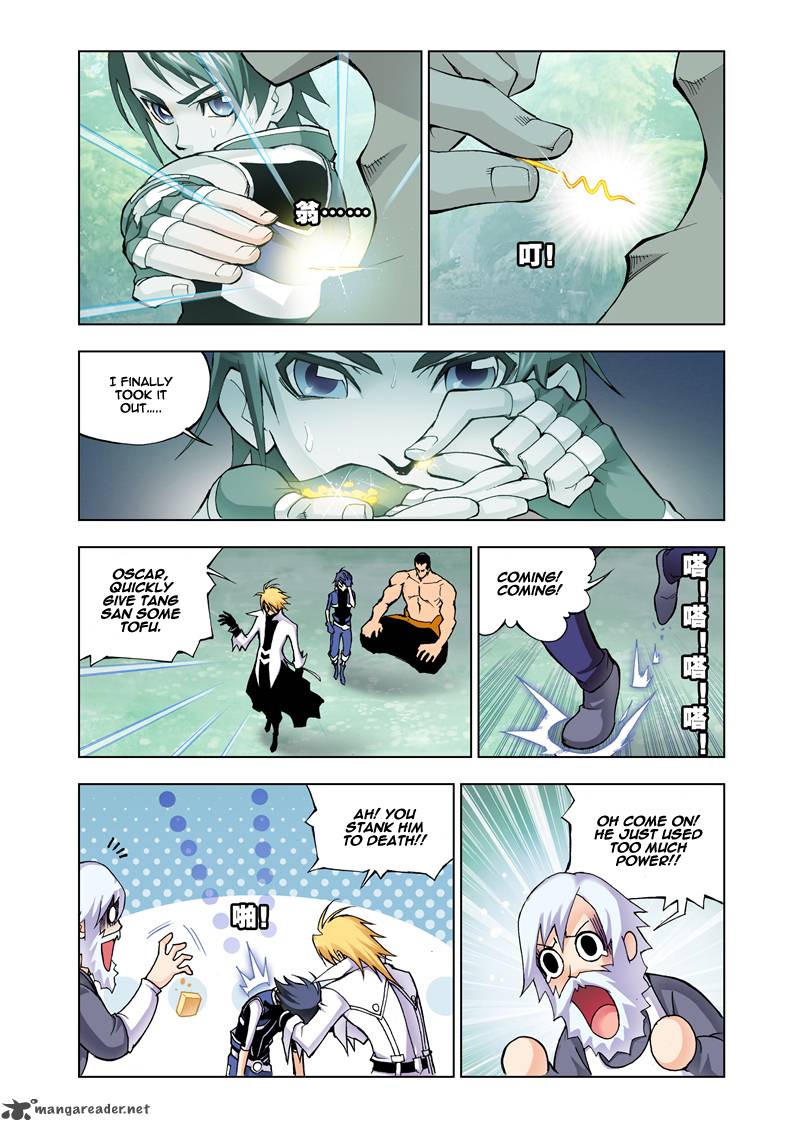 翁……
叮!
I FINALLY
TOOK IT
OUT.....
OSCAR,
QUICKLY
GIVE TANG
SAN SOME
TOFU.
COMING!
COMING!
嗒!嗒!嗒!嗒!
AH! YOU
STANK HIM
TO DEATH!!
啪!
OH COME ON!
HE JUST USED
TOO MUCH
POWER!!
mangareader.net